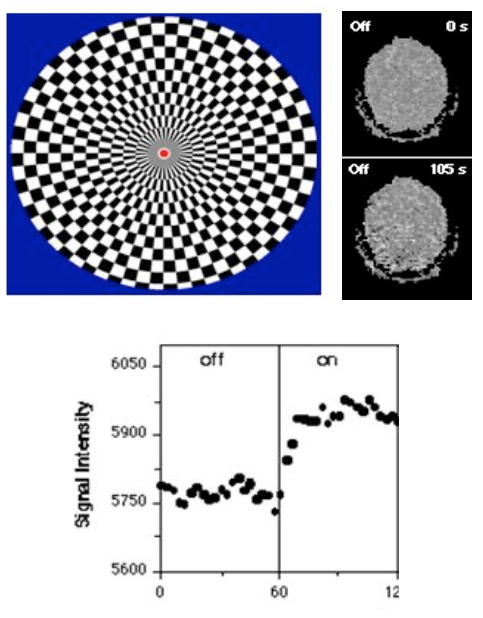 Off 0 s
Off 105 s
off on
6050
5900
5750
5600
Signal Intensity
0 60 12